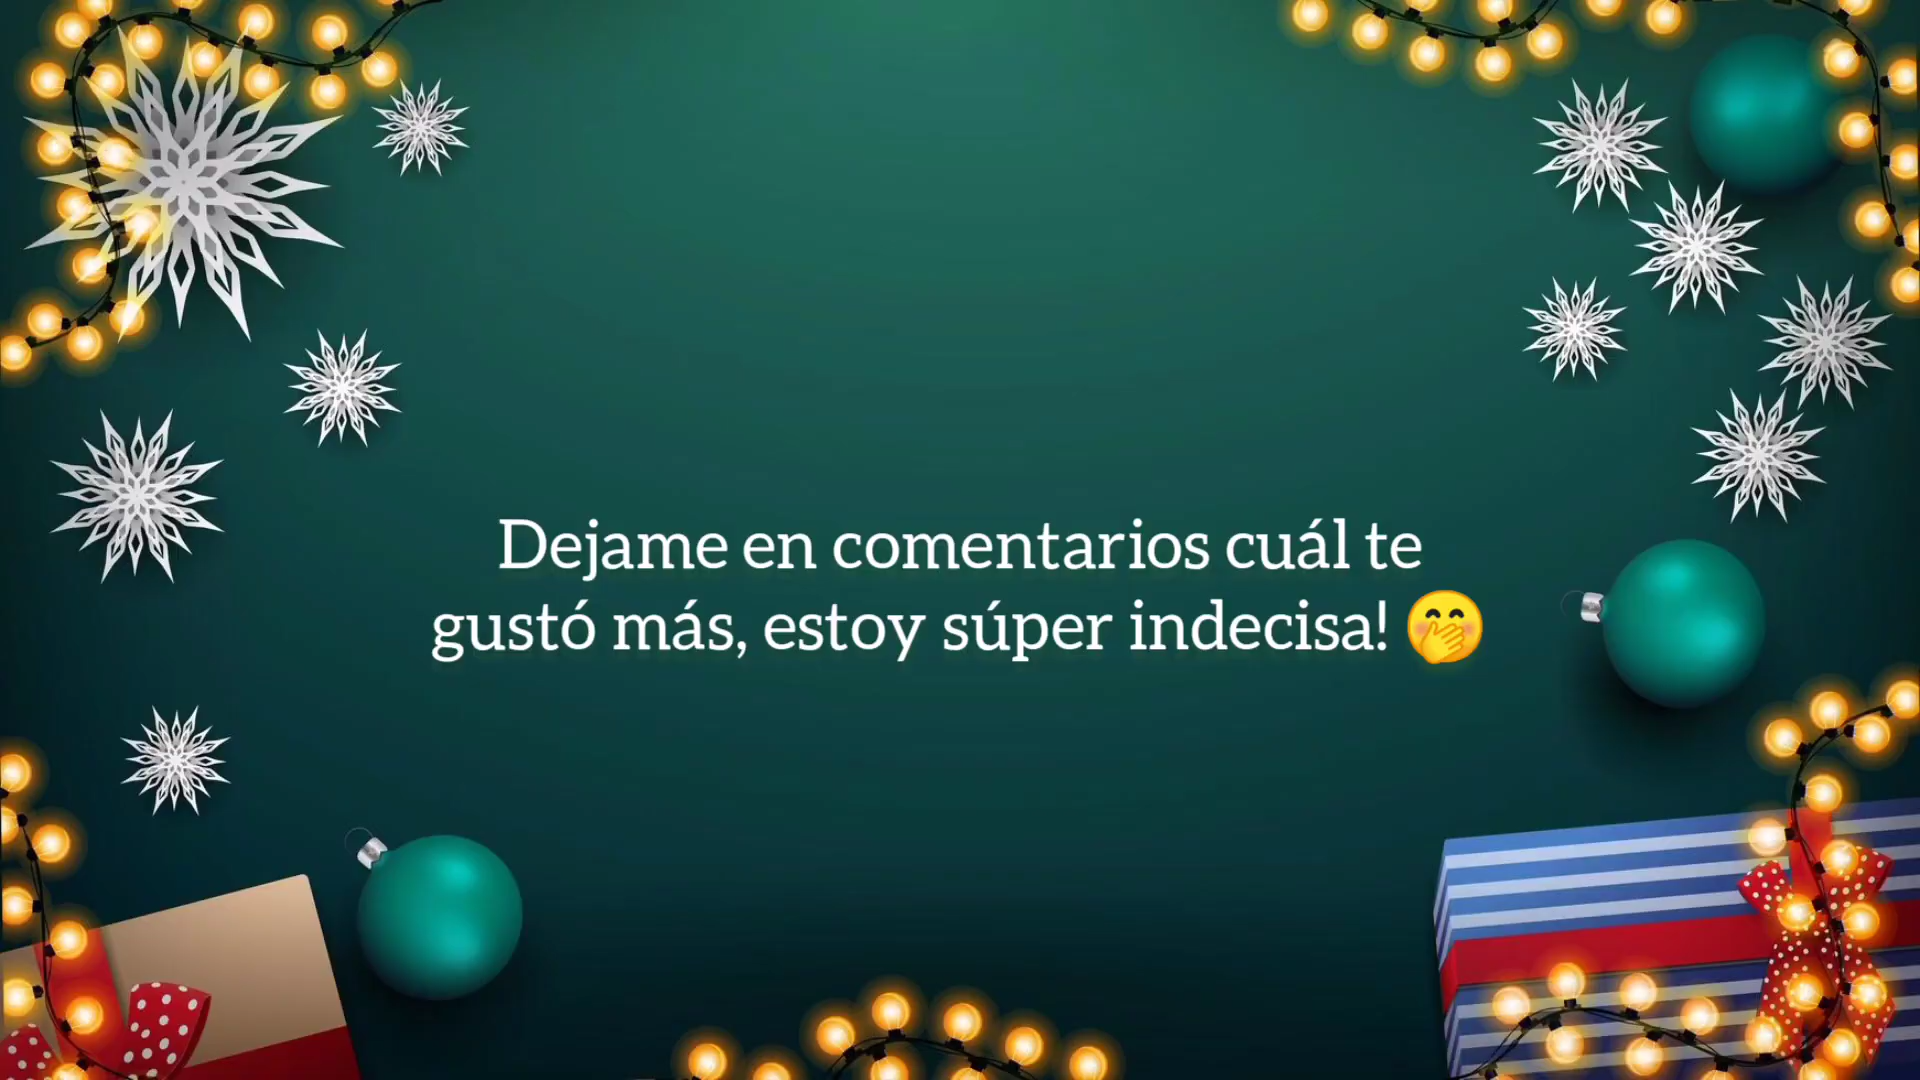 Dejame en comentarios cuál te
gustó más, estoy súper indecisa! 🤭